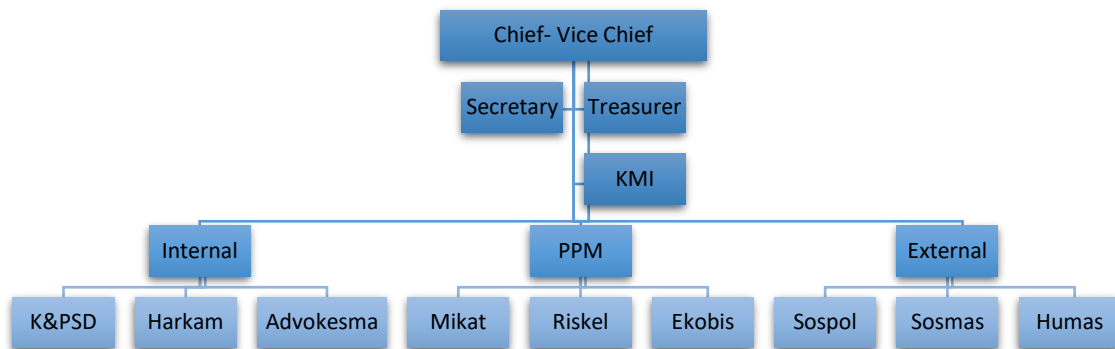 Chief- Vice Chief
Secretary
Treasurer
KMI
Internal
PPM
External
K&PSD
Harkam
Advokesma
Mikat
Riskel
Ekobis
Sospol
Sosmas
Humas